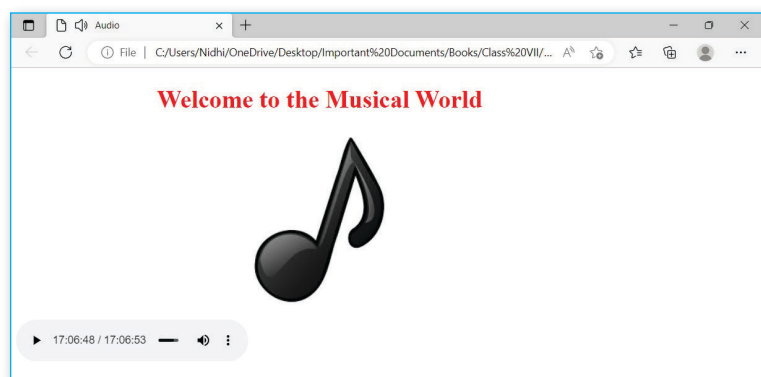 Audio
File | C:/Users/Nidhi/OneDrive/Desktop/Important%20Documents/Books/Class%20VII/...
Welcome to the Musical World
17:06:48 / 17:06:53